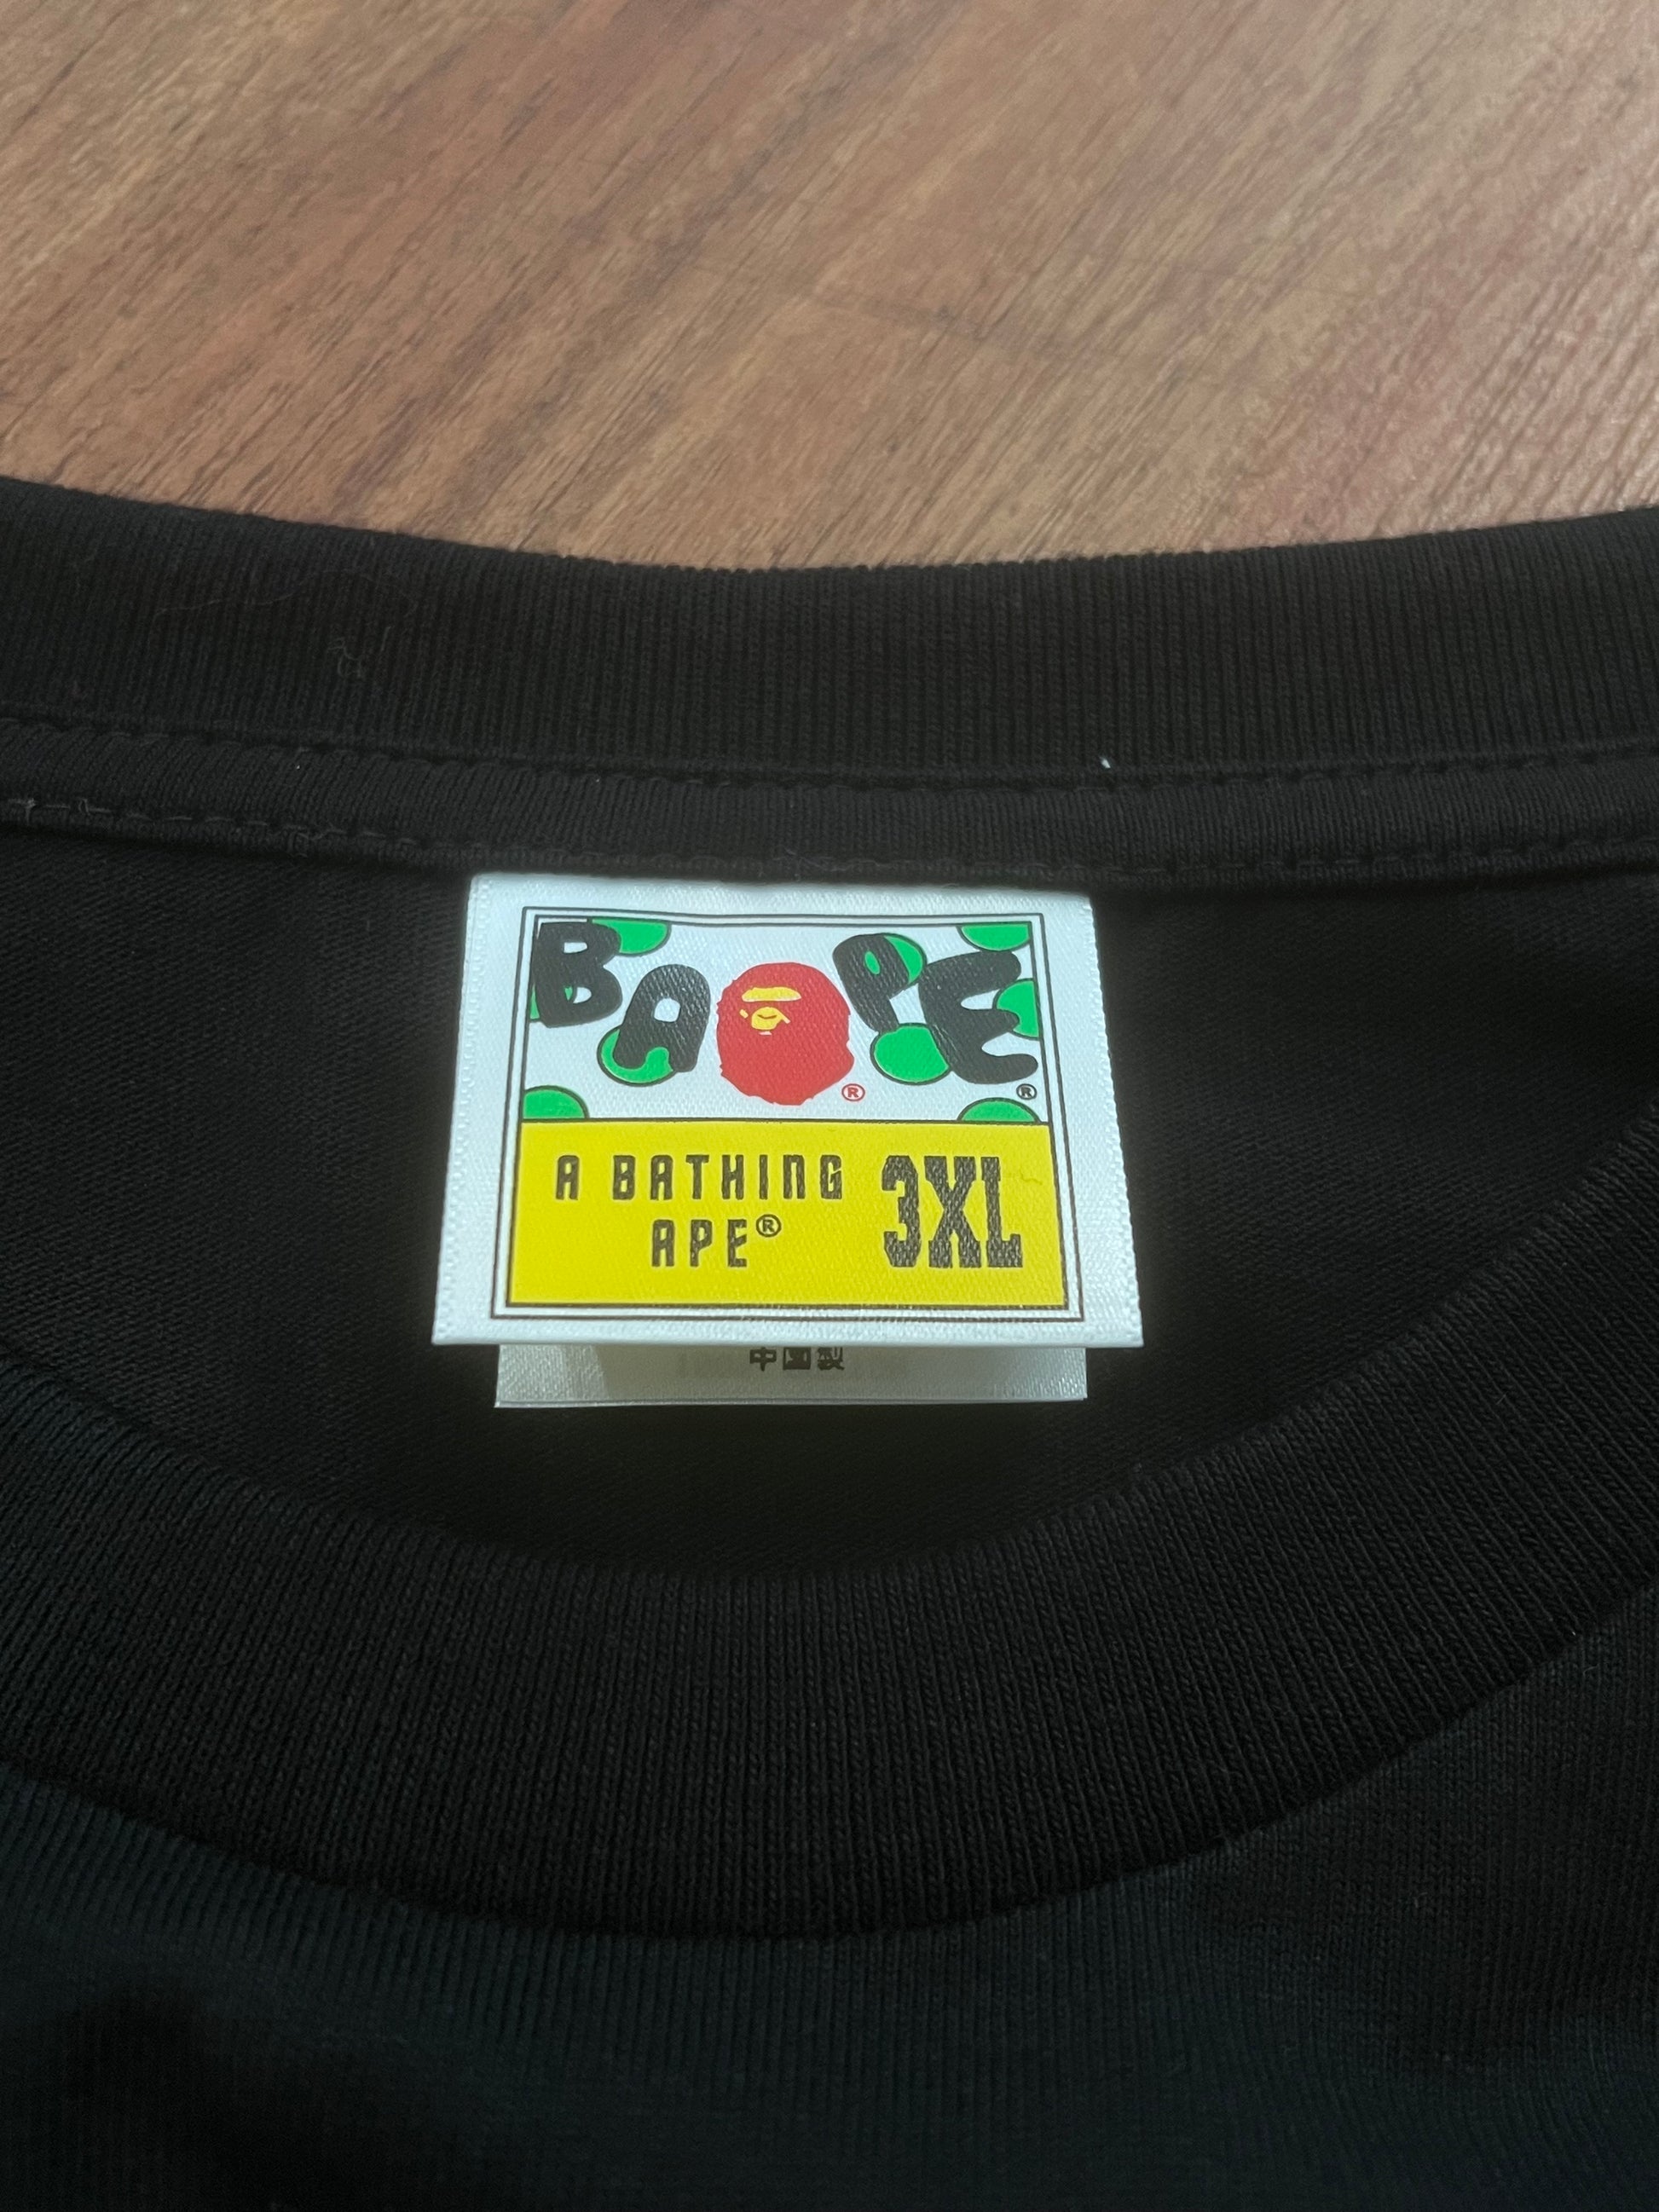 BAPE®
®
A BATHING
APE® 3XL
中国製